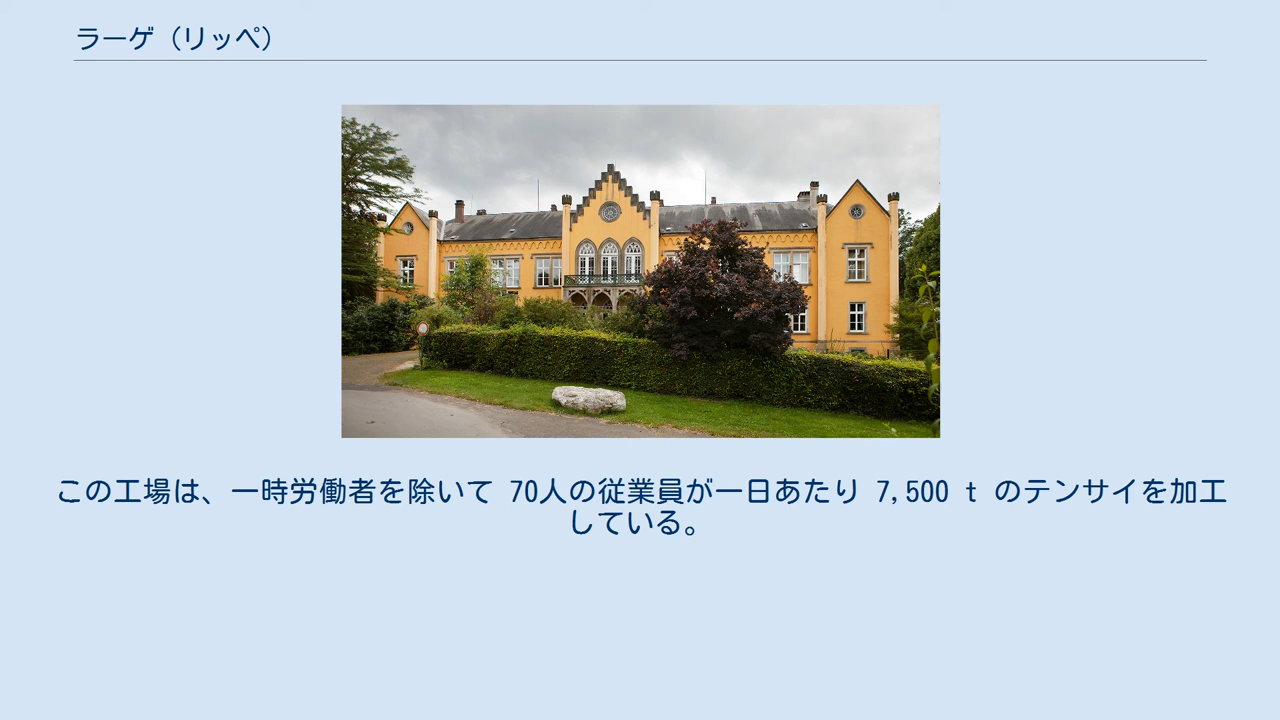 ラーゲ（リッペ）
この工場は、一時労働者を除いて 70人の従業員が一日あたり 7,500 t のテンサイを加工
している。